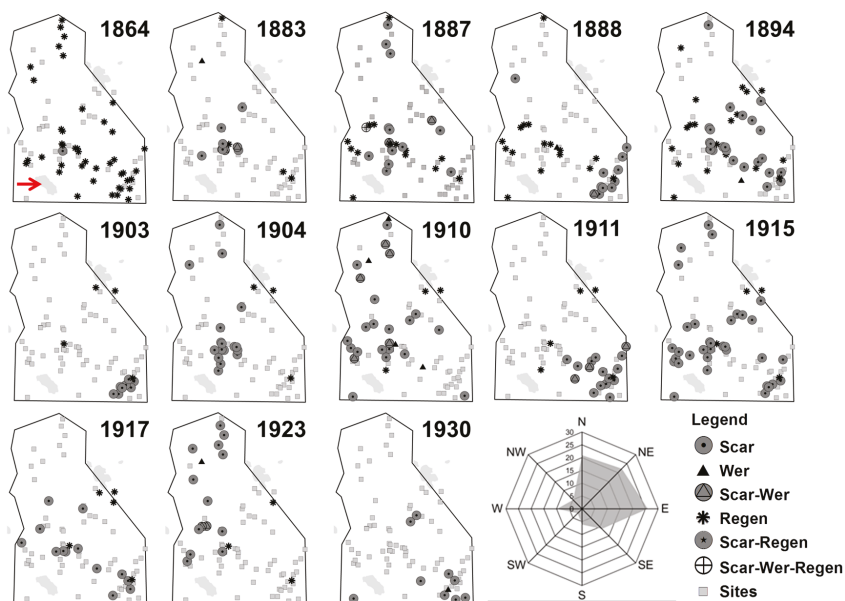 1864
1883
1887
1888
1894
1903
1904
1910
1911
1915
1917
1923
1930
N
30
25
20
15
10
5
0
NW
NE
W
E
SW
SE
S
Legend
Scar
Wer
Scar-Wer
Regen
Scar-Regen
Scar-Wer-Regen
Sites